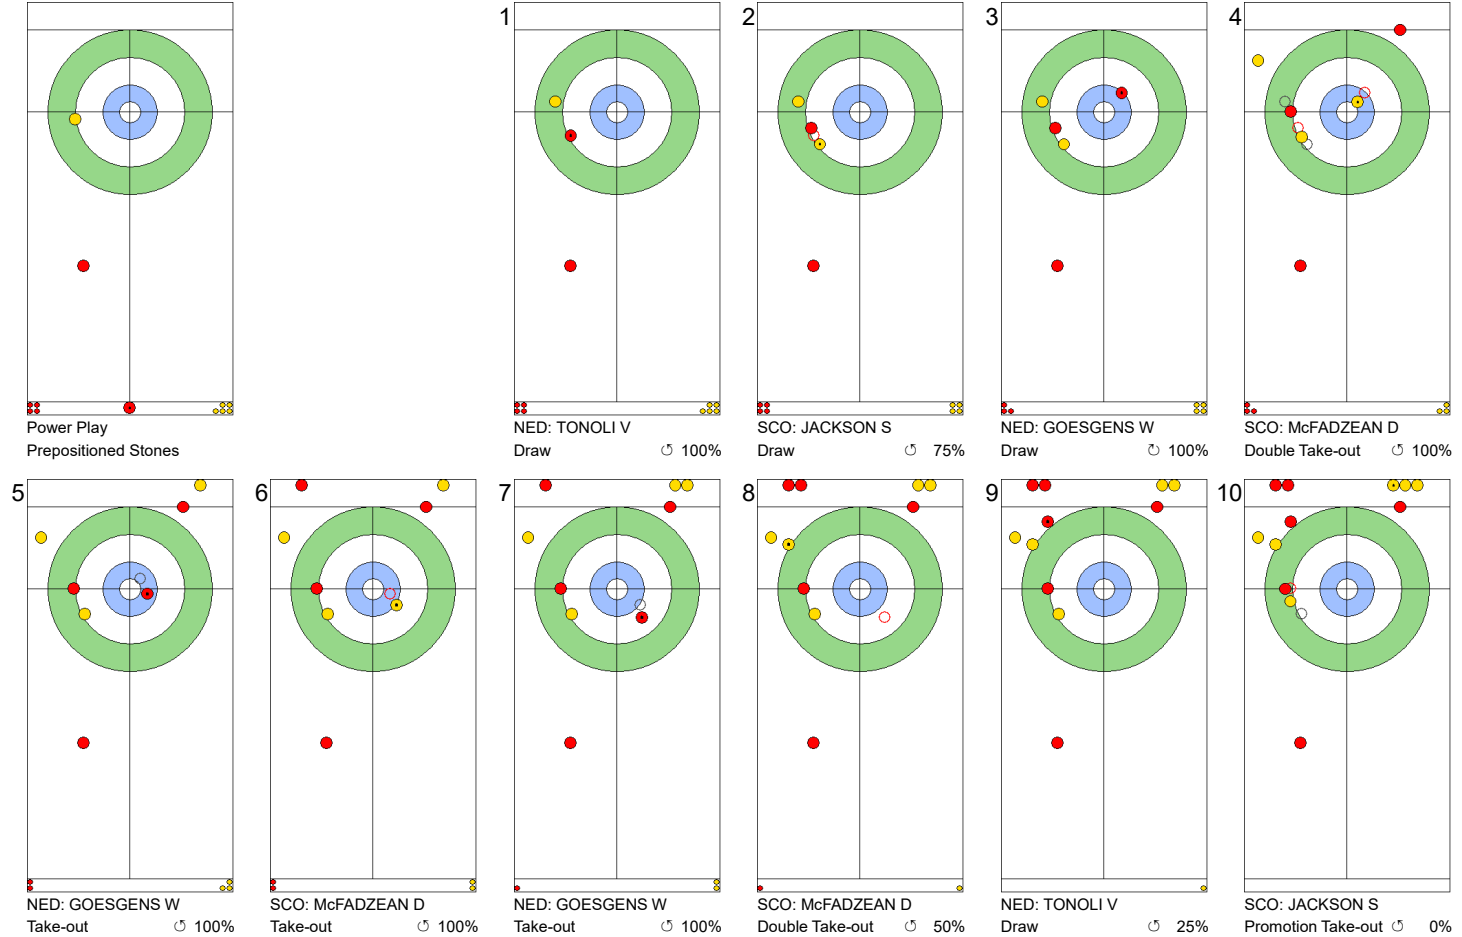 Power Play
Prepositioned Stones
1
NED: TONOLI V
Draw ↺ 100%
2
SCO: JACKSON S
Draw ↺ 75%
3
NED: GOESGENS W
Draw ↻ 100%
4
SCO: McFADZEAN D
Double Take-out ↺ 100%
5
NED: GOESGENS W
Take-out ↺ 100%
6
SCO: McFADZEAN D
Take-out ↺ 100%
7
NED: GOESGENS W
Take-out ↺ 100%
8
SCO: McFADZEAN D
Double Take-out ↺ 50%
9
NED: TONOLI V
Draw ↺ 25%
10
SCO: JACKSON S
Promotion Take-out ↺ 0%